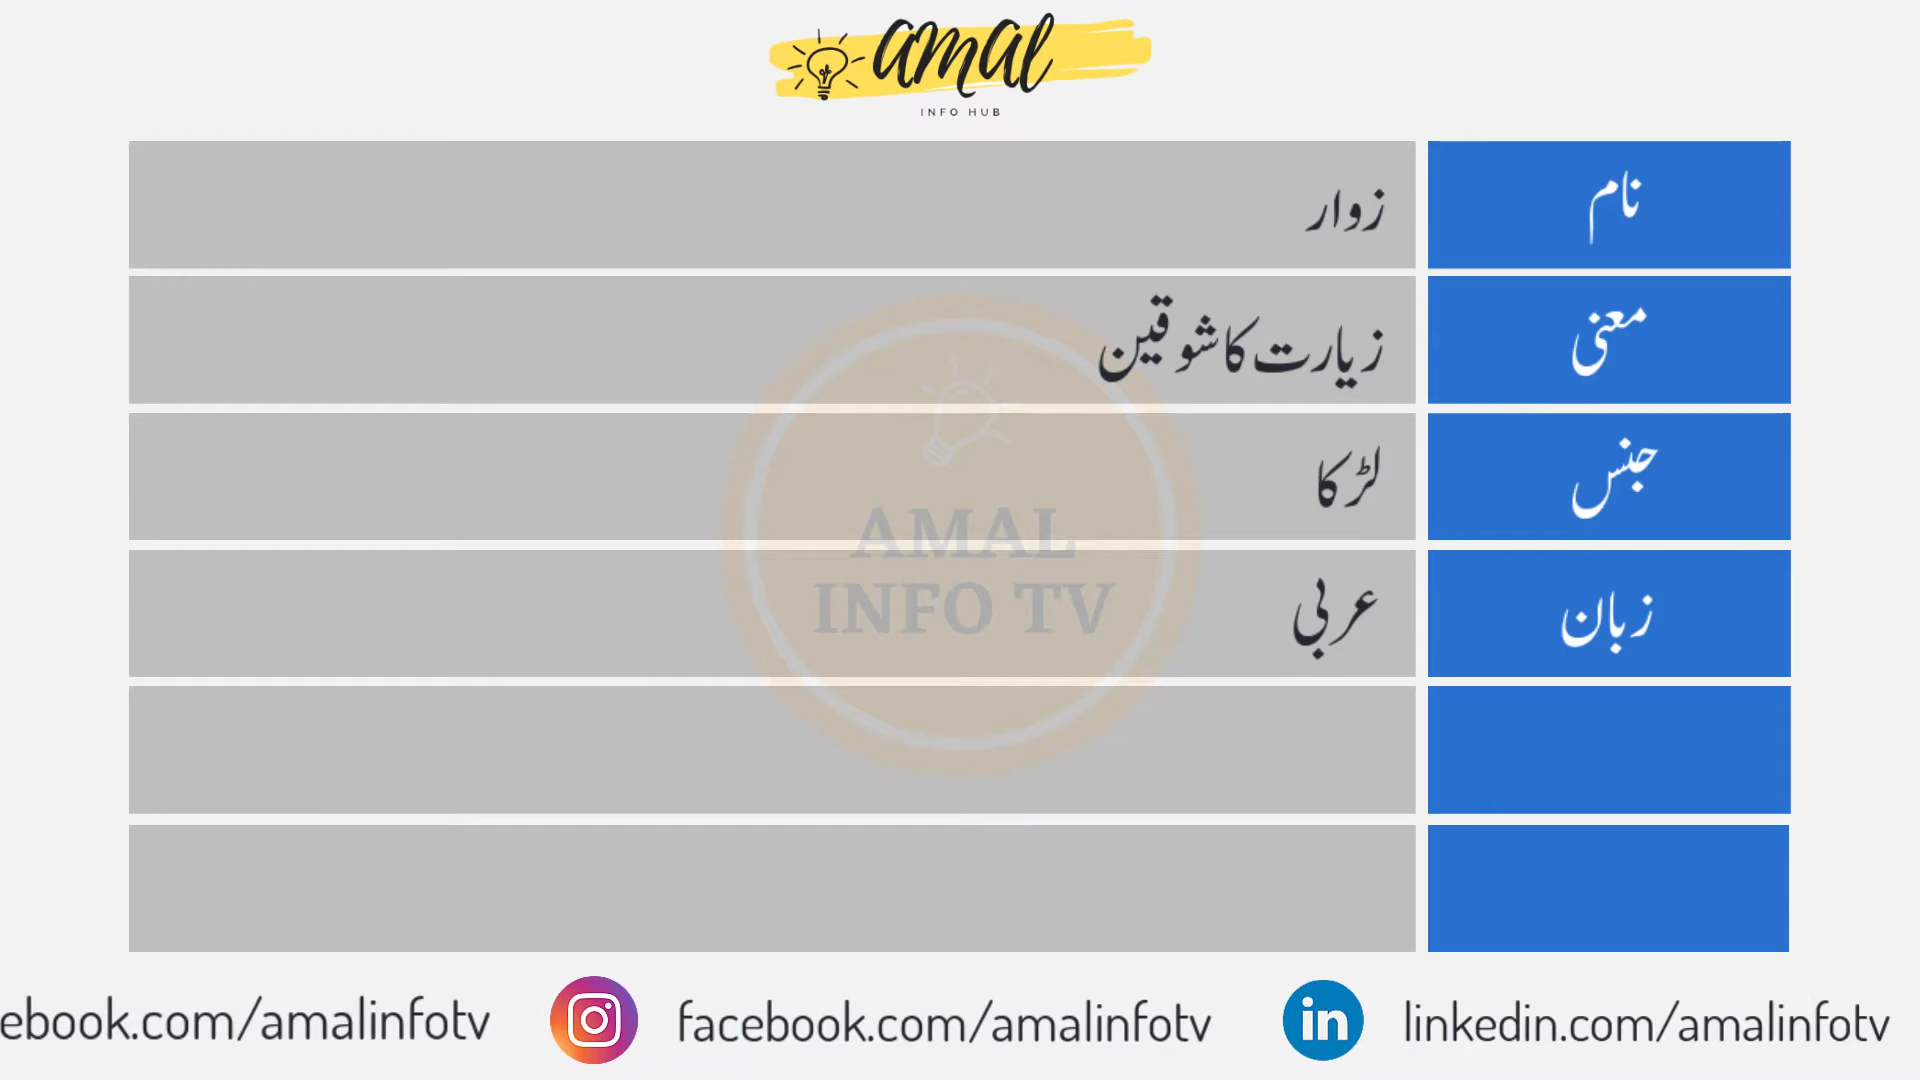 amal
INFO HUB
نام زوار
معنی زیارت کا شوقین
جنس لڑکا
زبان عربی
AMAL
INFO TV
ebook.com/amalinfotv facebook.com/amalinfotv linkedin.com/amalinfotv